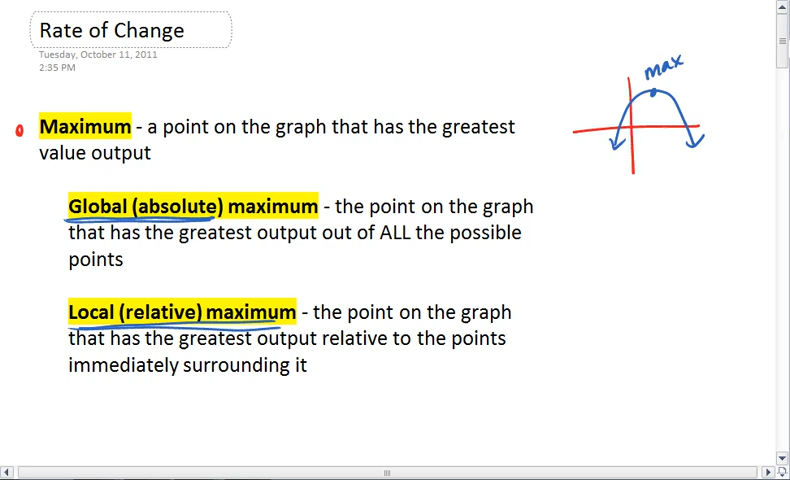 Rate of Change
Tuesday, October 11, 2011
2:35 PM
max
Maximum - a point on the graph that has the greatest
value output
Global (absolute) maximum - the point on the graph
that has the greatest output out of ALL the possible
points
Local (relative) maximum - the point on the graph
that has the greatest output relative to the points
immediately surrounding it